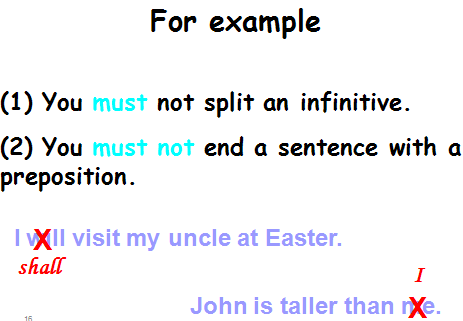 For example
(1) You must not split an infinitive.
(2) You must not end a sentence with a
preposition.
I will visit my uncle at Easter.
X
shall
I
John is taller than me.
X
16